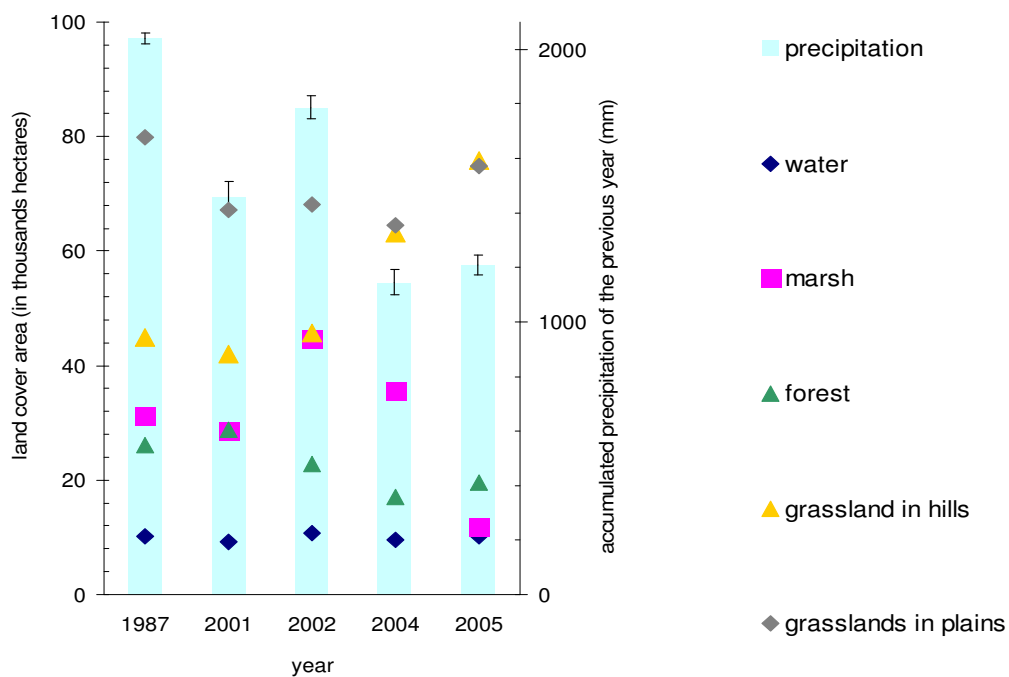 land cover area (in thousands hectares)
100
80
60
40
20
0
1987 2001 2002 2004 2005
year
2000
1000
0
accumulated precipitation of the previous year (mm)
precipitation
water
marsh
forest
grassland in hills
grasslands in plains